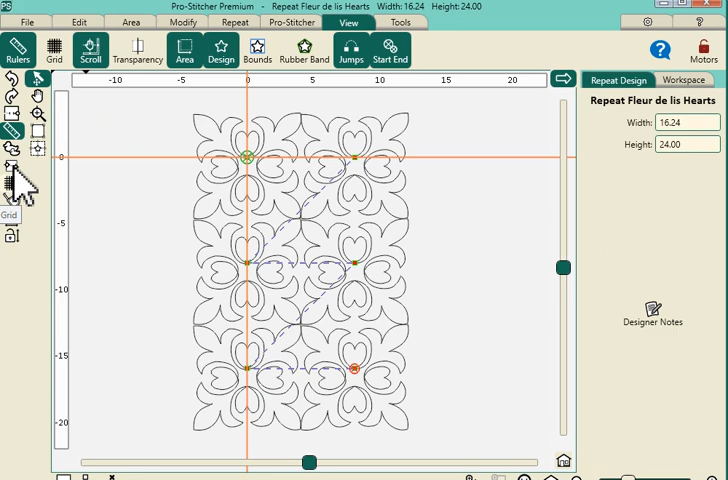 PS Pro-Stitcher Premium - Repeat Fleur de lis Hearts Width: 16.24 Height: 24.00
File Edit Area Modify Repeat Pro-Stitcher View Tools ?
Rulers Grid Scroll Transparency Area Design Bounds Rubber Band Jumps Start End ? Motors
-10 -5 0 5 10 15 20
Repeat Design Workspace
Repeat Fleur de lis Hearts
Width: 16.24
Height: 24.00
0
-5
-10
-15
-20
Grid
Designer Notes